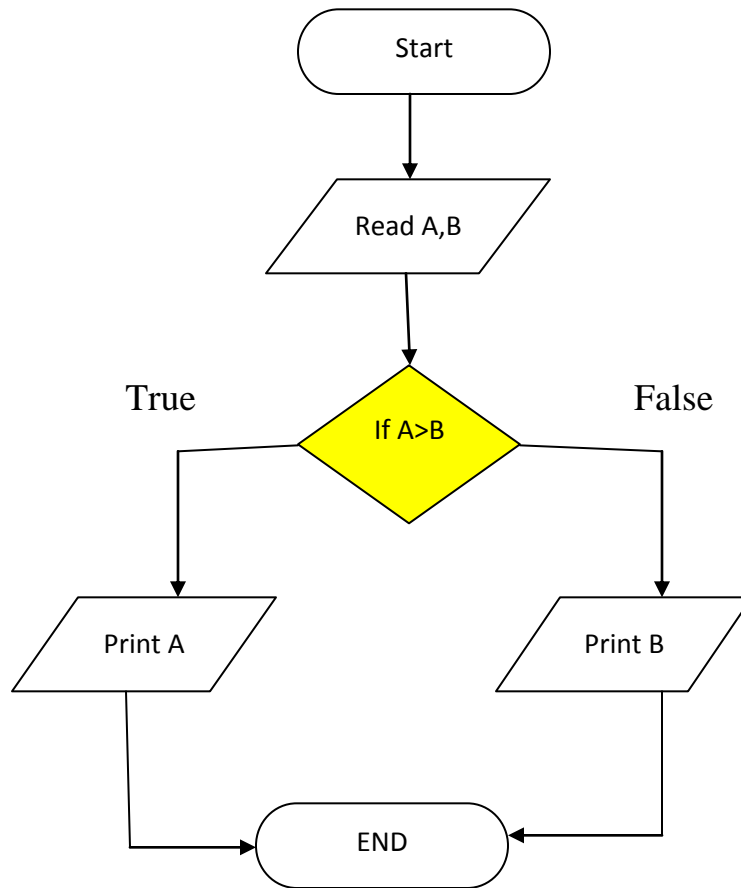 Start
Read A,B
True
False
If A>B
Print A
Print B
END